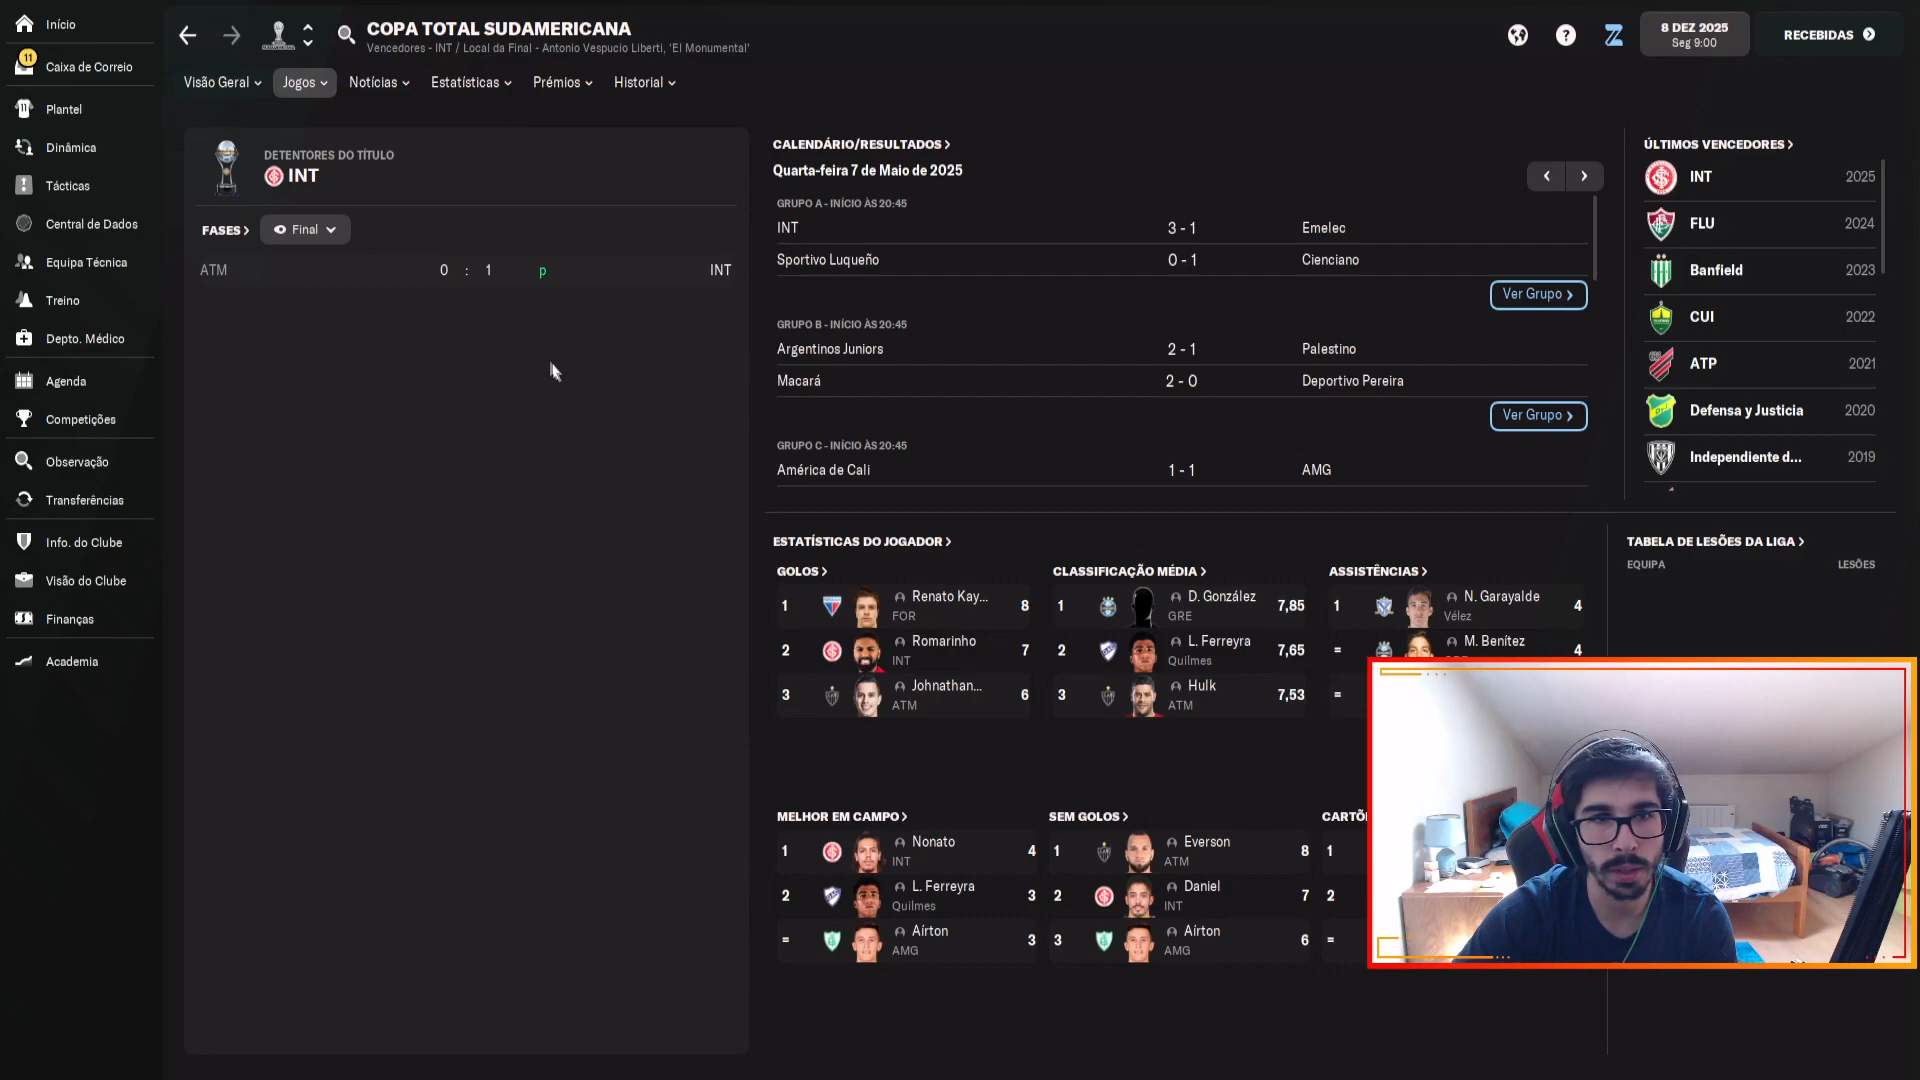 Início
11
Caixa de Correio
Plantel
Dinâmica
Tácticas
Central de Dados
Equipa Técnica
Treino
Depto. Médico
Agenda
Competições
Observação
Transferências
Info. do Clube
Visão do Clube
Finanças
Academia
COPA TOTAL SUDAMERICANA
Vencedores - INT / Local da Final - Antonio Vespucio Liberti, 'El Monumental'
8 DEZ 2025
Seg 9:00
RECEBIDAS
Visão Geral
Jogos
Notícias
Estatísticas
Prémios
Historial
DETENTORES DO TÍTULO
INT
FASES
Final
ATM 0 : 1 p INT
CALENDÁRIO/RESULTADOS
Quarta-feira 7 de Maio de 2025
GRUPO A - INÍCIO ÀS 20:45
INT 3 - 1 Emelec
Sportivo Luqueño 0 - 1 Cienciano
Ver Grupo
GRUPO B - INÍCIO ÀS 20:45
Argentinos Juniors 2 - 1 Palestino
Macará 2 - 0 Deportivo Pereira
Ver Grupo
GRUPO C - INÍCIO ÀS 20:45
América de Cali 1 - 1 AMG
ÚLTIMOS VENCEDORES
INT 2025
FLU 2024
Banfield 2023
CUI 2022
ATP 2021
Defensa y Justicia 2020
Independiente d... 2019
ESTATÍSTICAS DO JOGADOR
GOLOS
1 Renato Kay... 8
FOR
2 Romarinho 7
INT
3 Johnathan... 6
ATM
CLASSIFICAÇÃO MÉDIA
1 D. González 7,85
GRE
2 L. Ferreyra 7,65
Quilmes
3 Hulk 7,53
ATM
ASSISTÊNCIAS
1 N. Garayalde 4
Vélez
= M. Benítez 4
=
TABELA DE LESÕES DA LIGA
EQUIPA LESÕES
MELHOR EM CAMPO
1 Nonato 4
INT
2 L. Ferreyra 3
Quilmes
= Aírton 3
AMG
SEM GOLOS
1 Everson 8
ATM
2 Daniel 7
INT
3 Aírton 6
AMG
CARTÕ
1
2
=